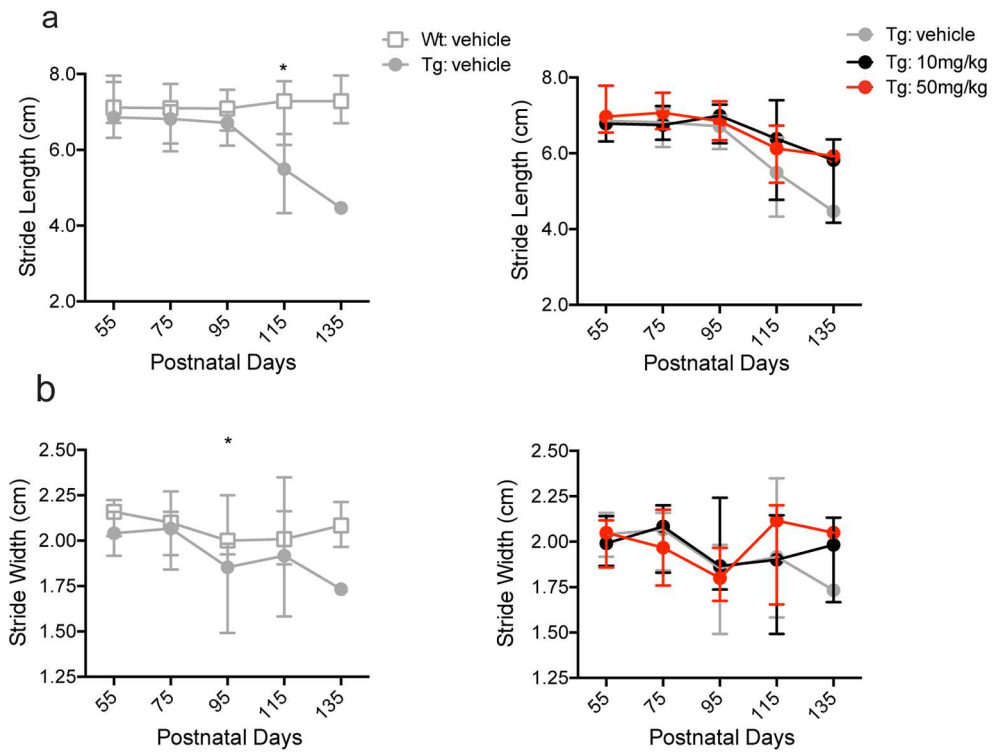 a
Wt: vehicle
Tg: vehicle
*
8.0
6.0
4.0
2.0
Stride Length (cm)
55
75
95
115
135
Postnatal Days
Tg: vehicle
Tg: 10mg/kg
Tg: 50mg/kg
8.0
6.0
4.0
2.0
Stride Length (cm)
55
75
95
115
135
Postnatal Days
b
*
2.50
2.25
2.00
1.75
1.50
1.25
Stride Width (cm)
55
75
95
115
135
Postnatal Days
2.50
2.25
2.00
1.75
1.50
1.25
Stride Width (cm)
55
75
95
115
135
Postnatal Days